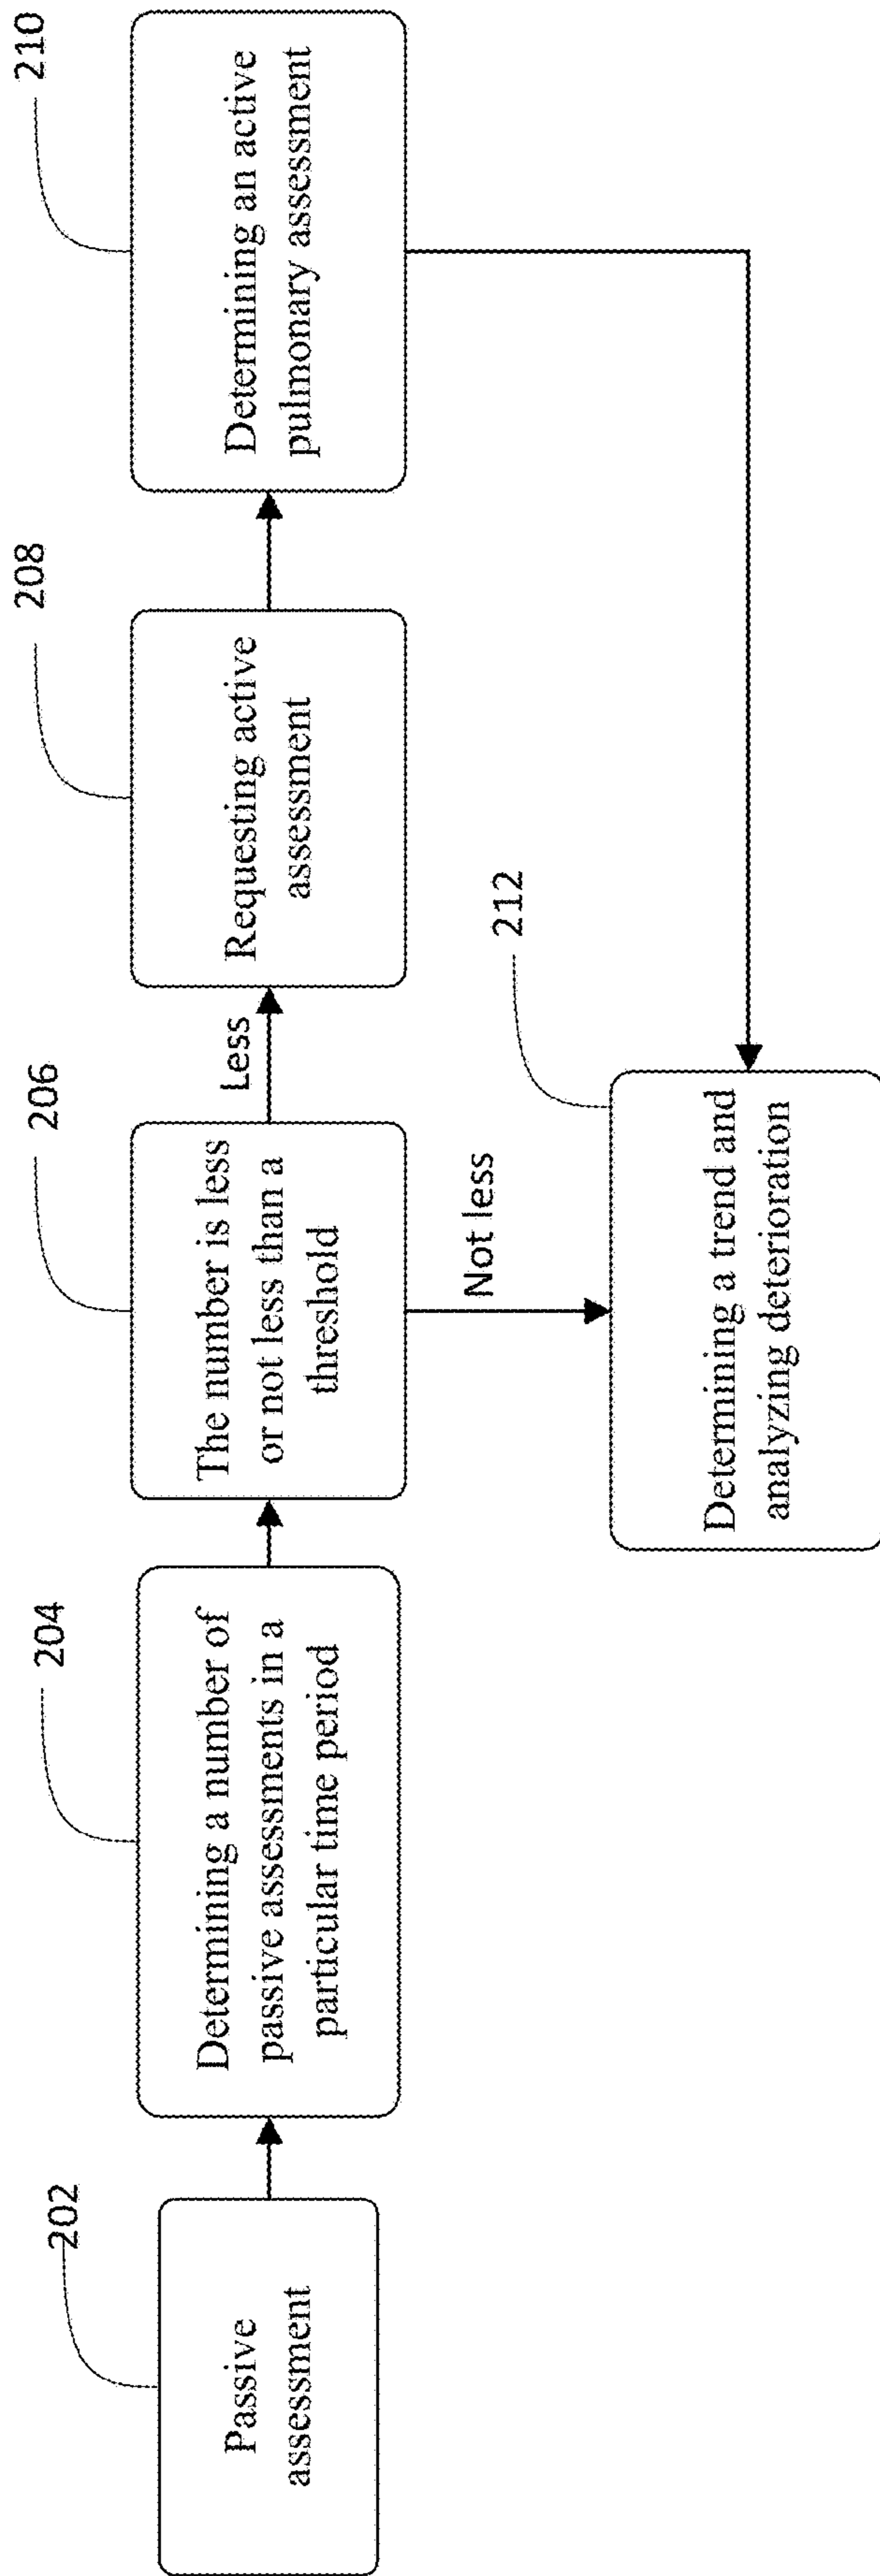 202
Passive
assessment
204
Determining a number of
passive assessments in a
particular time period
206
The number is less
or not less than a
threshold
Less
208
Requesting active
assessment
210
Determining an active
pulmonary assessment
Not less
212
Determining a trend and
analyzing deterioration